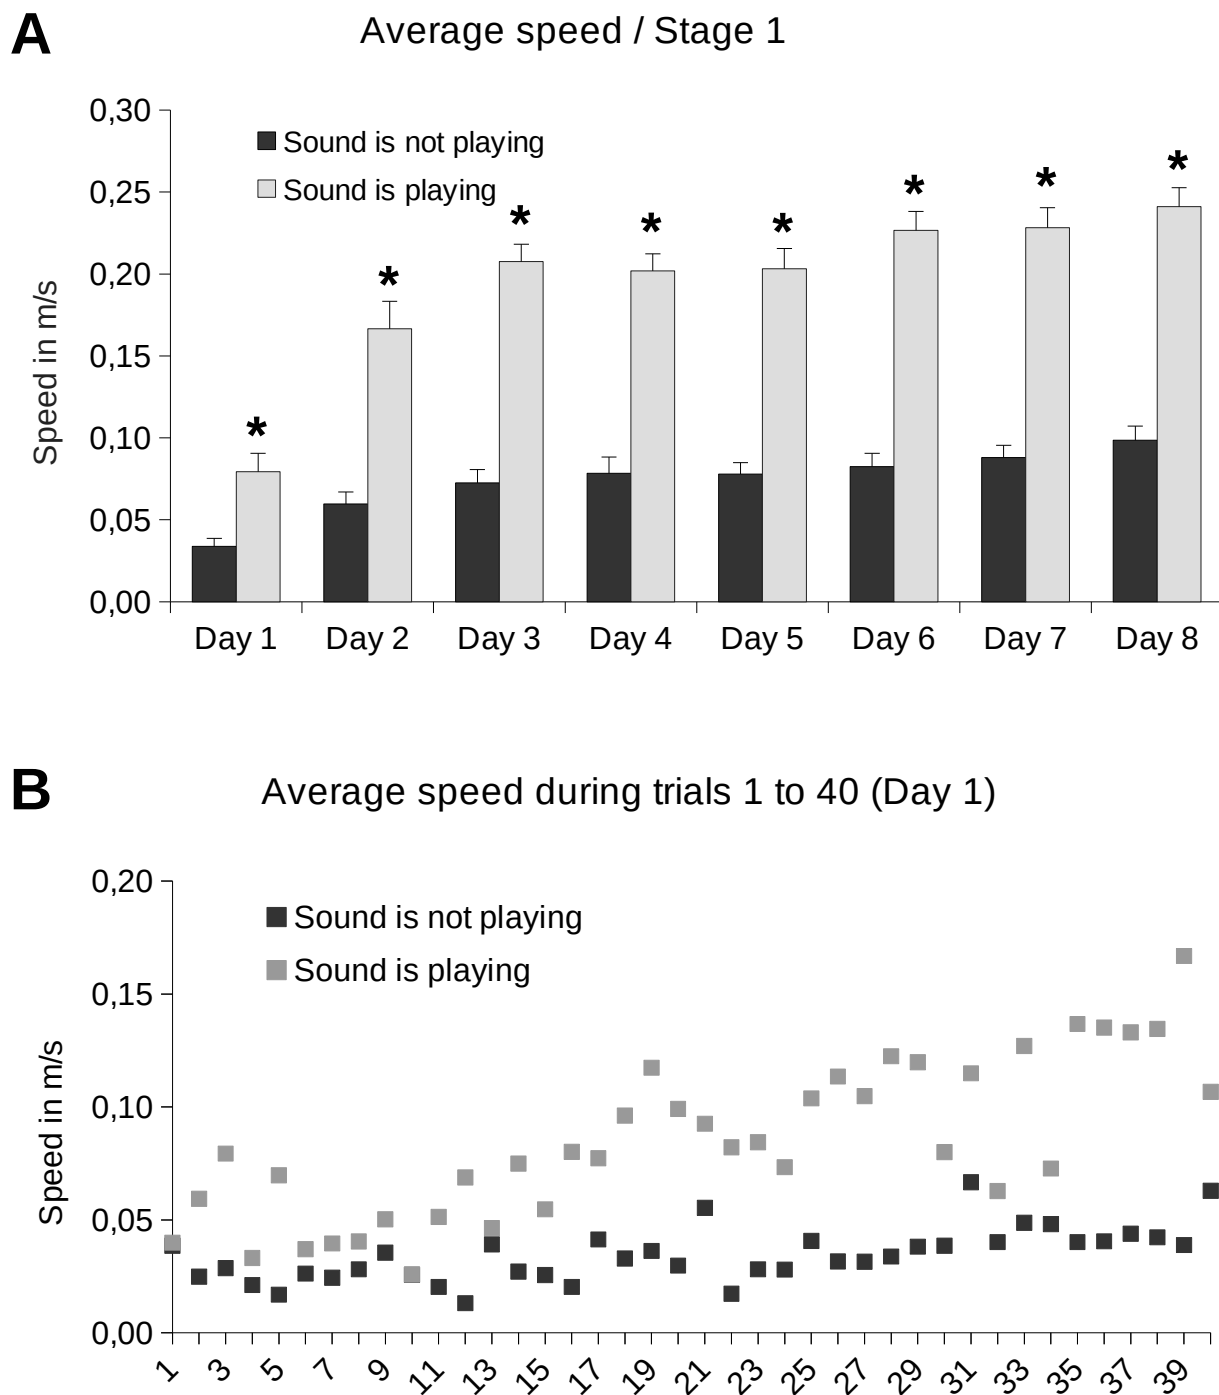 A
Average speed / Stage 1
0,30
0,25
0,20
0,15
0,10
0,05
0,00
Speed in m/s
Sound is not playing
Sound is playing
* * * * * * * *
Day 1 Day 2 Day 3 Day 4 Day 5 Day 6 Day 7 Day 8
B
Average speed during trials 1 to 40 (Day 1)
0,20
0,15
0,10
0,05
0,00
Speed in m/s
Sound is not playing
Sound is playing
1 3 5 7 9 11 13 15 17 19 21 23 25 27 29 31 33 35 37 39